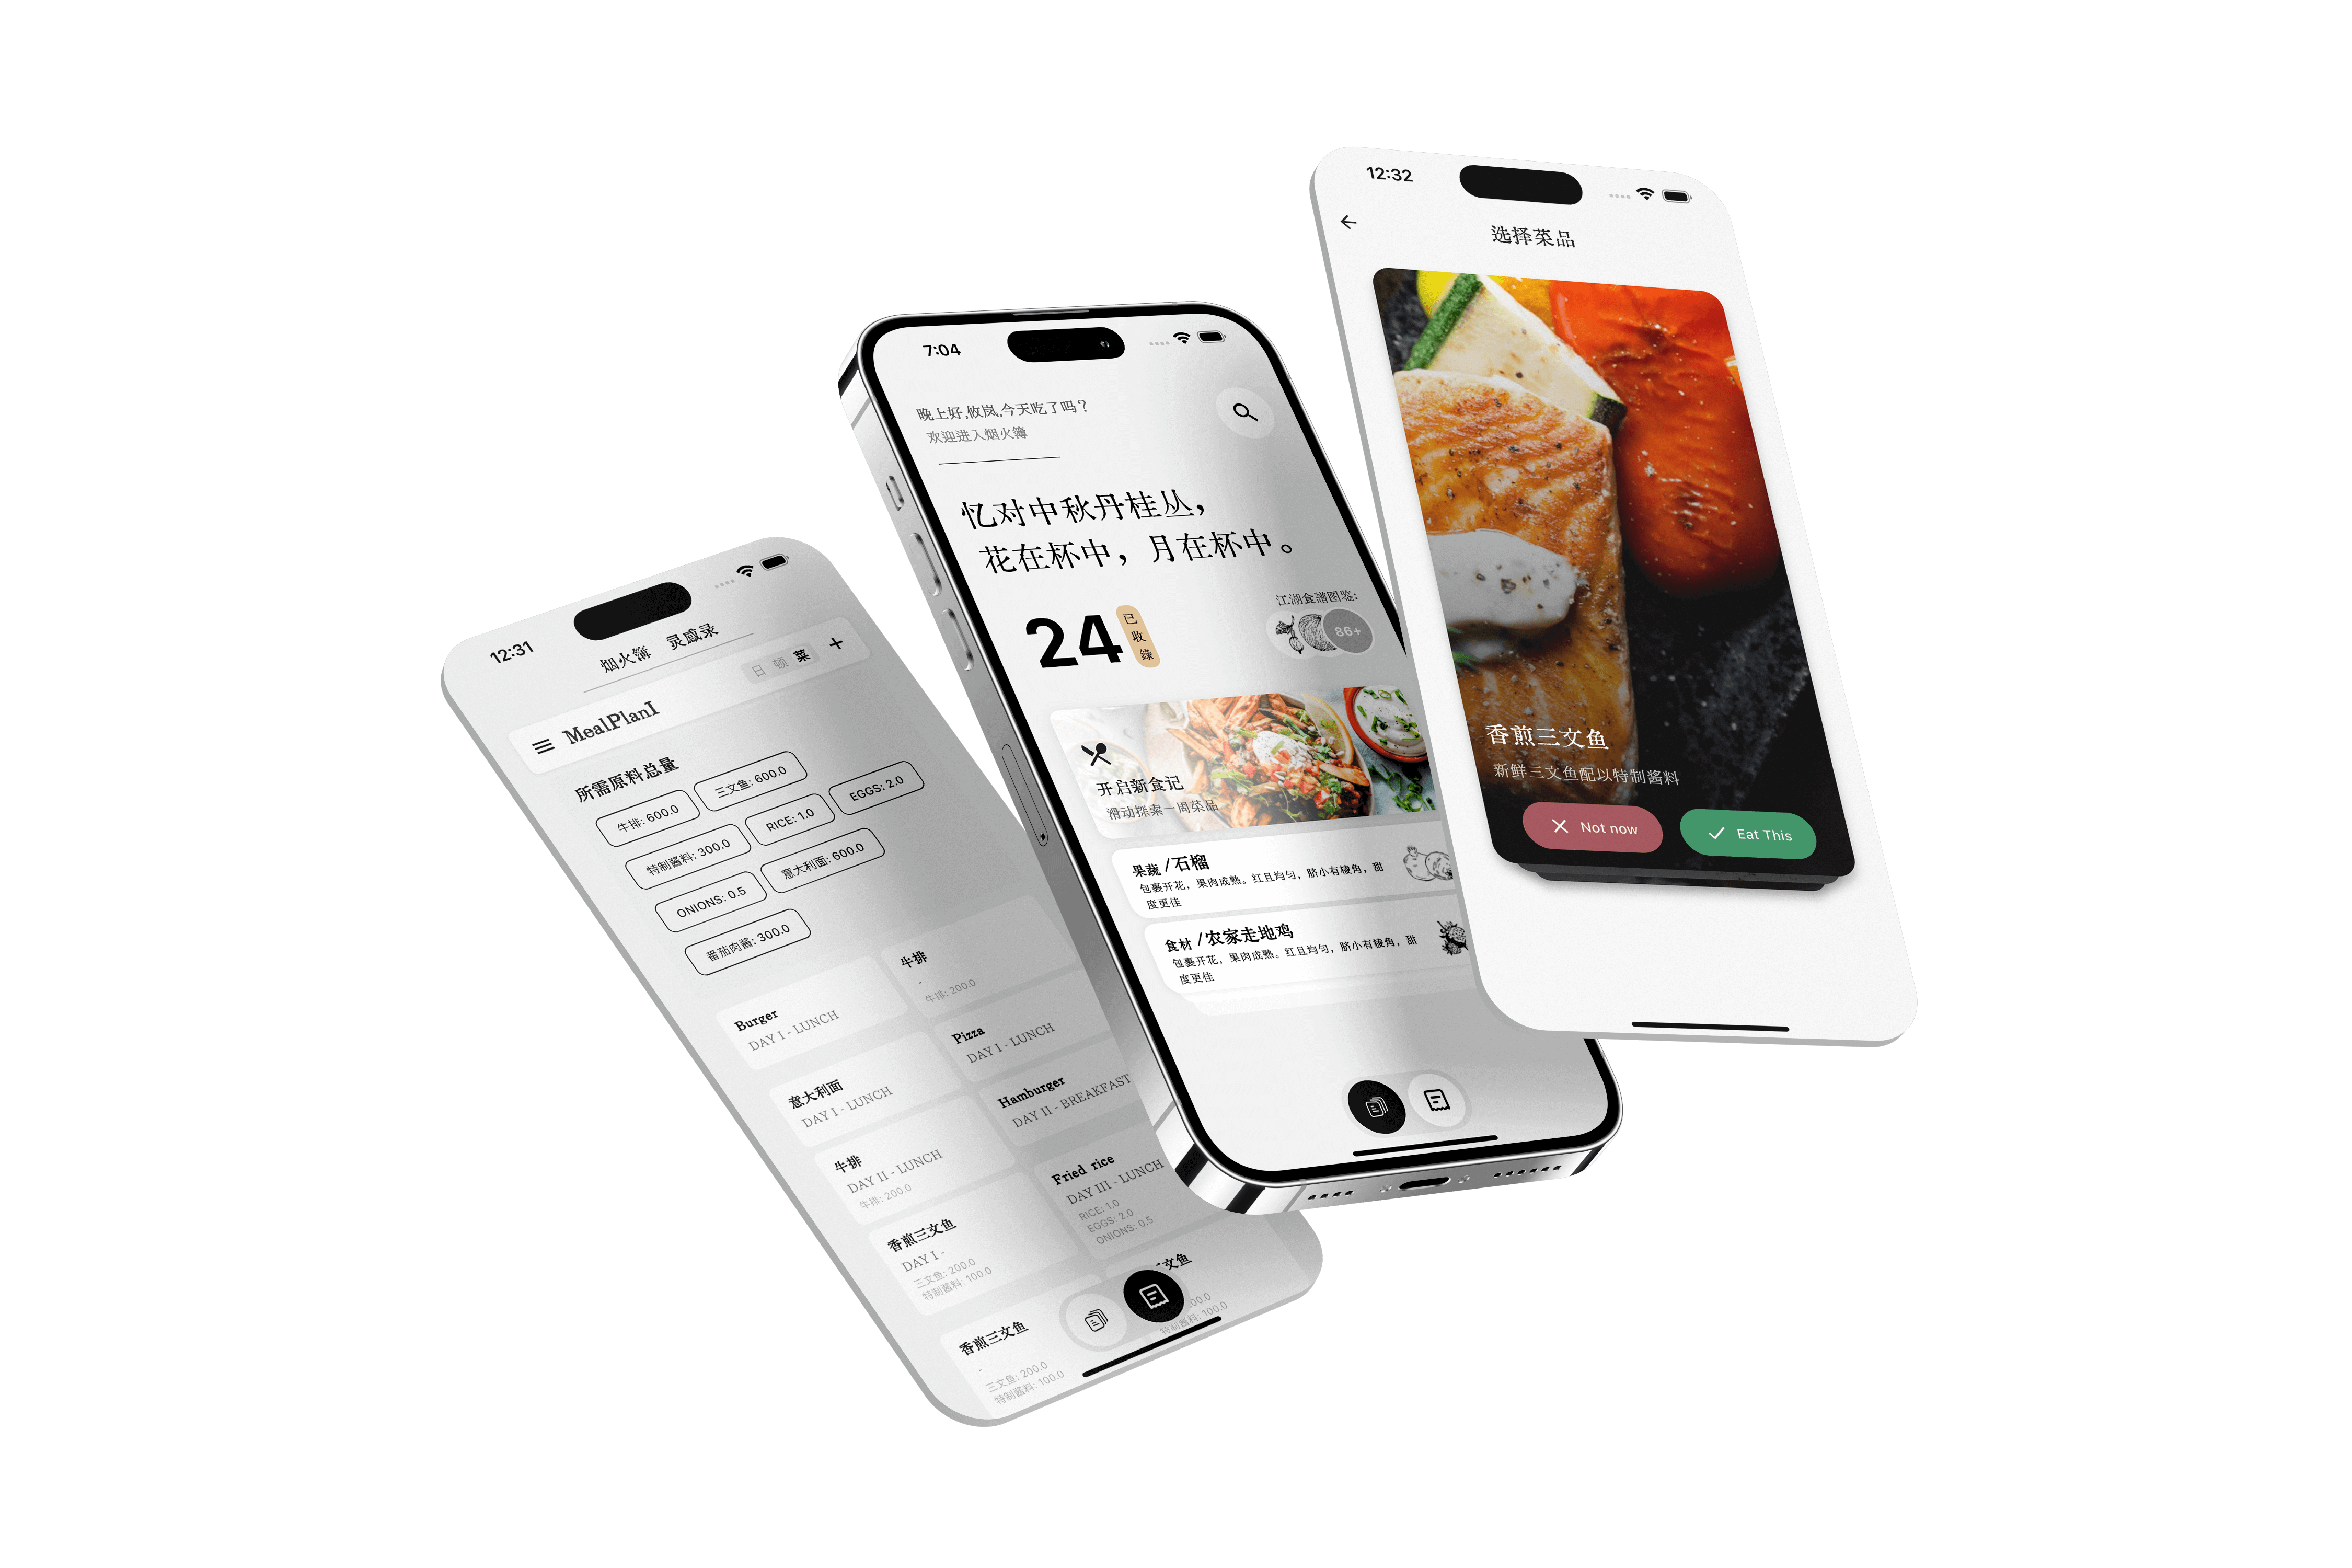 12:31
烟火簿 灵感录
MealPlanI
日 顿 菜
所需原料总量
牛排: 600.0
三文鱼: 600.0
特制酱料: 300.0
RICE: 1.0
EGGS: 2.0
ONIONS: 0.5
意大利面: 600.0
番茄肉酱: 300.0
Burger
DAY I - LUNCH
牛排
-
牛排: 200.0
意大利面
DAY I - LUNCH
Pizza
DAY I - LUNCH
牛排
DAY II - LUNCH
牛排: 200.0
Hamburger
DAY II - BREAKFAST
香煎三文鱼
DAY I -
三文鱼: 200.0
特制酱料: 100.0
Fried rice
DAY III - LUNCH
RICE: 1.0
EGGS: 2.0
ONIONS: 0.5
香煎三文鱼
-
三文鱼: 200.0
特制酱料: 100.0
文鱼
00.0
特制酱料: 100.0
7:04
晚上好,攸岚,今天吃了吗?
欢迎进入烟火簿
忆对中秋丹桂丛,
花在杯中, 月在杯中。
24
已收錄
江湖食譜图鉴:
86+
开启新食记
滑动探索一周菜品
果蔬 /石榴
包裹开花, 果肉成熟。红且均匀, 脐小有棱角, 甜
度更佳
食材 /农家走地鸡
包裹开花, 果肉成熟。红且均匀, 脐小有棱角, 甜
度更佳
12:32
选择菜品
香煎三文鱼
新鲜三文鱼配以特制酱料
Not now
Eat This